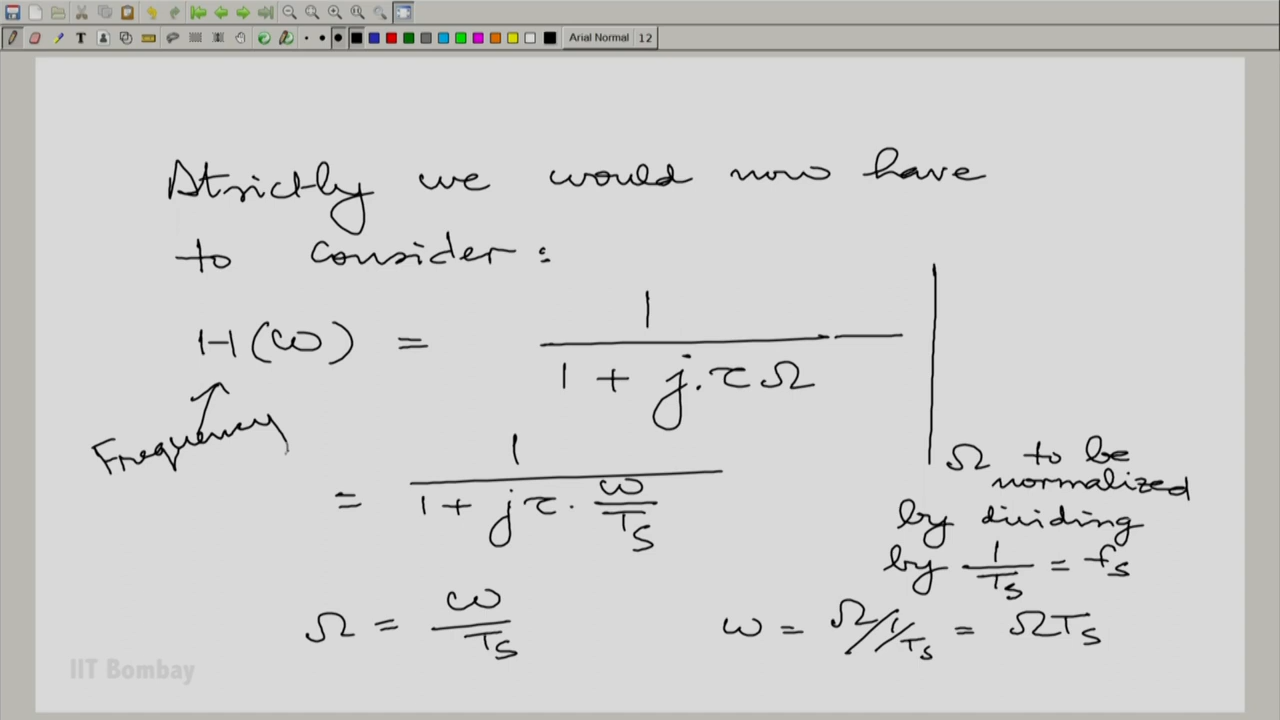 Arial Normal 12
Strictly we would now have
to consider:
H(ω) = 1 / (1 + j.τΩ) |
Frequency
Ω to be
normalized
by dividing
by 1/Ts = fs
= 1 / (1 + jτ. ω/Ts)
Ω = ω/Ts
ω = Ω/1/Ts = ΩTs
IIT Bombay